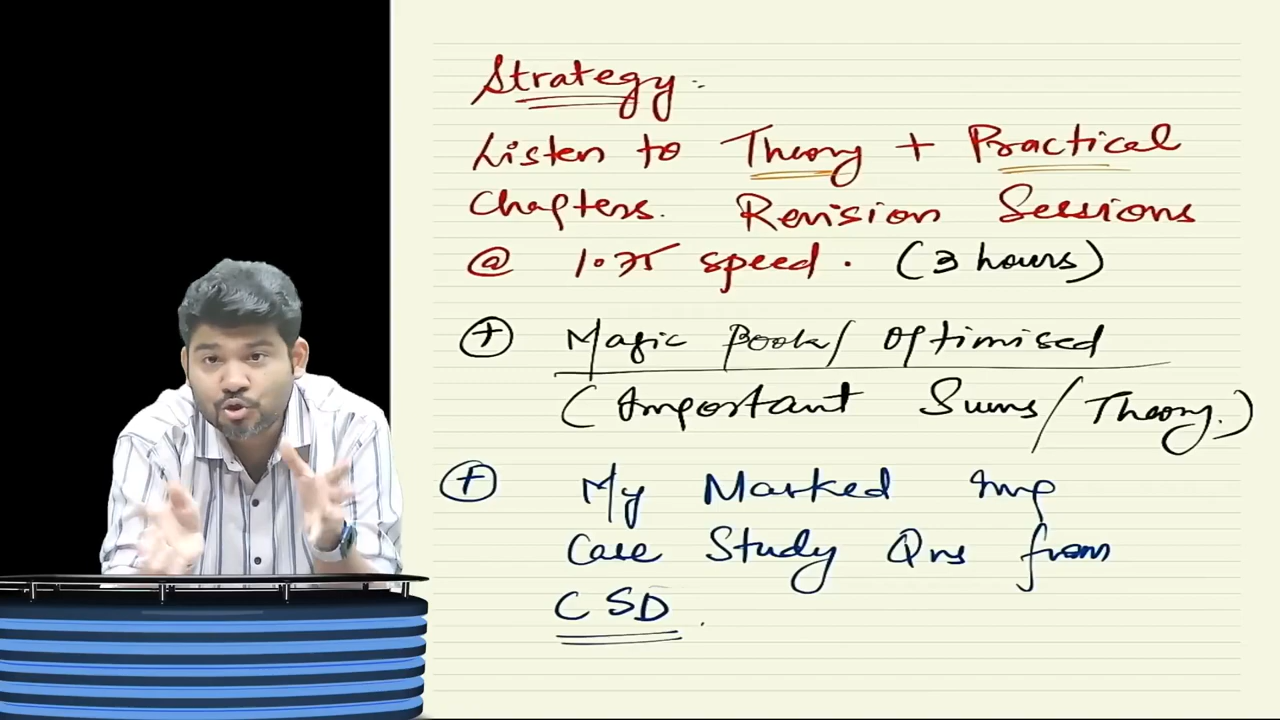 Strategy:
Listen to Theory + Practical
Chapters. Revision Sessions
@ 1.75 speed. (3 hours)
+ Magic Book/Optimised
(Important Sums/Theory.)
+ My Marked Imp
Case Study Qns from
CSD.